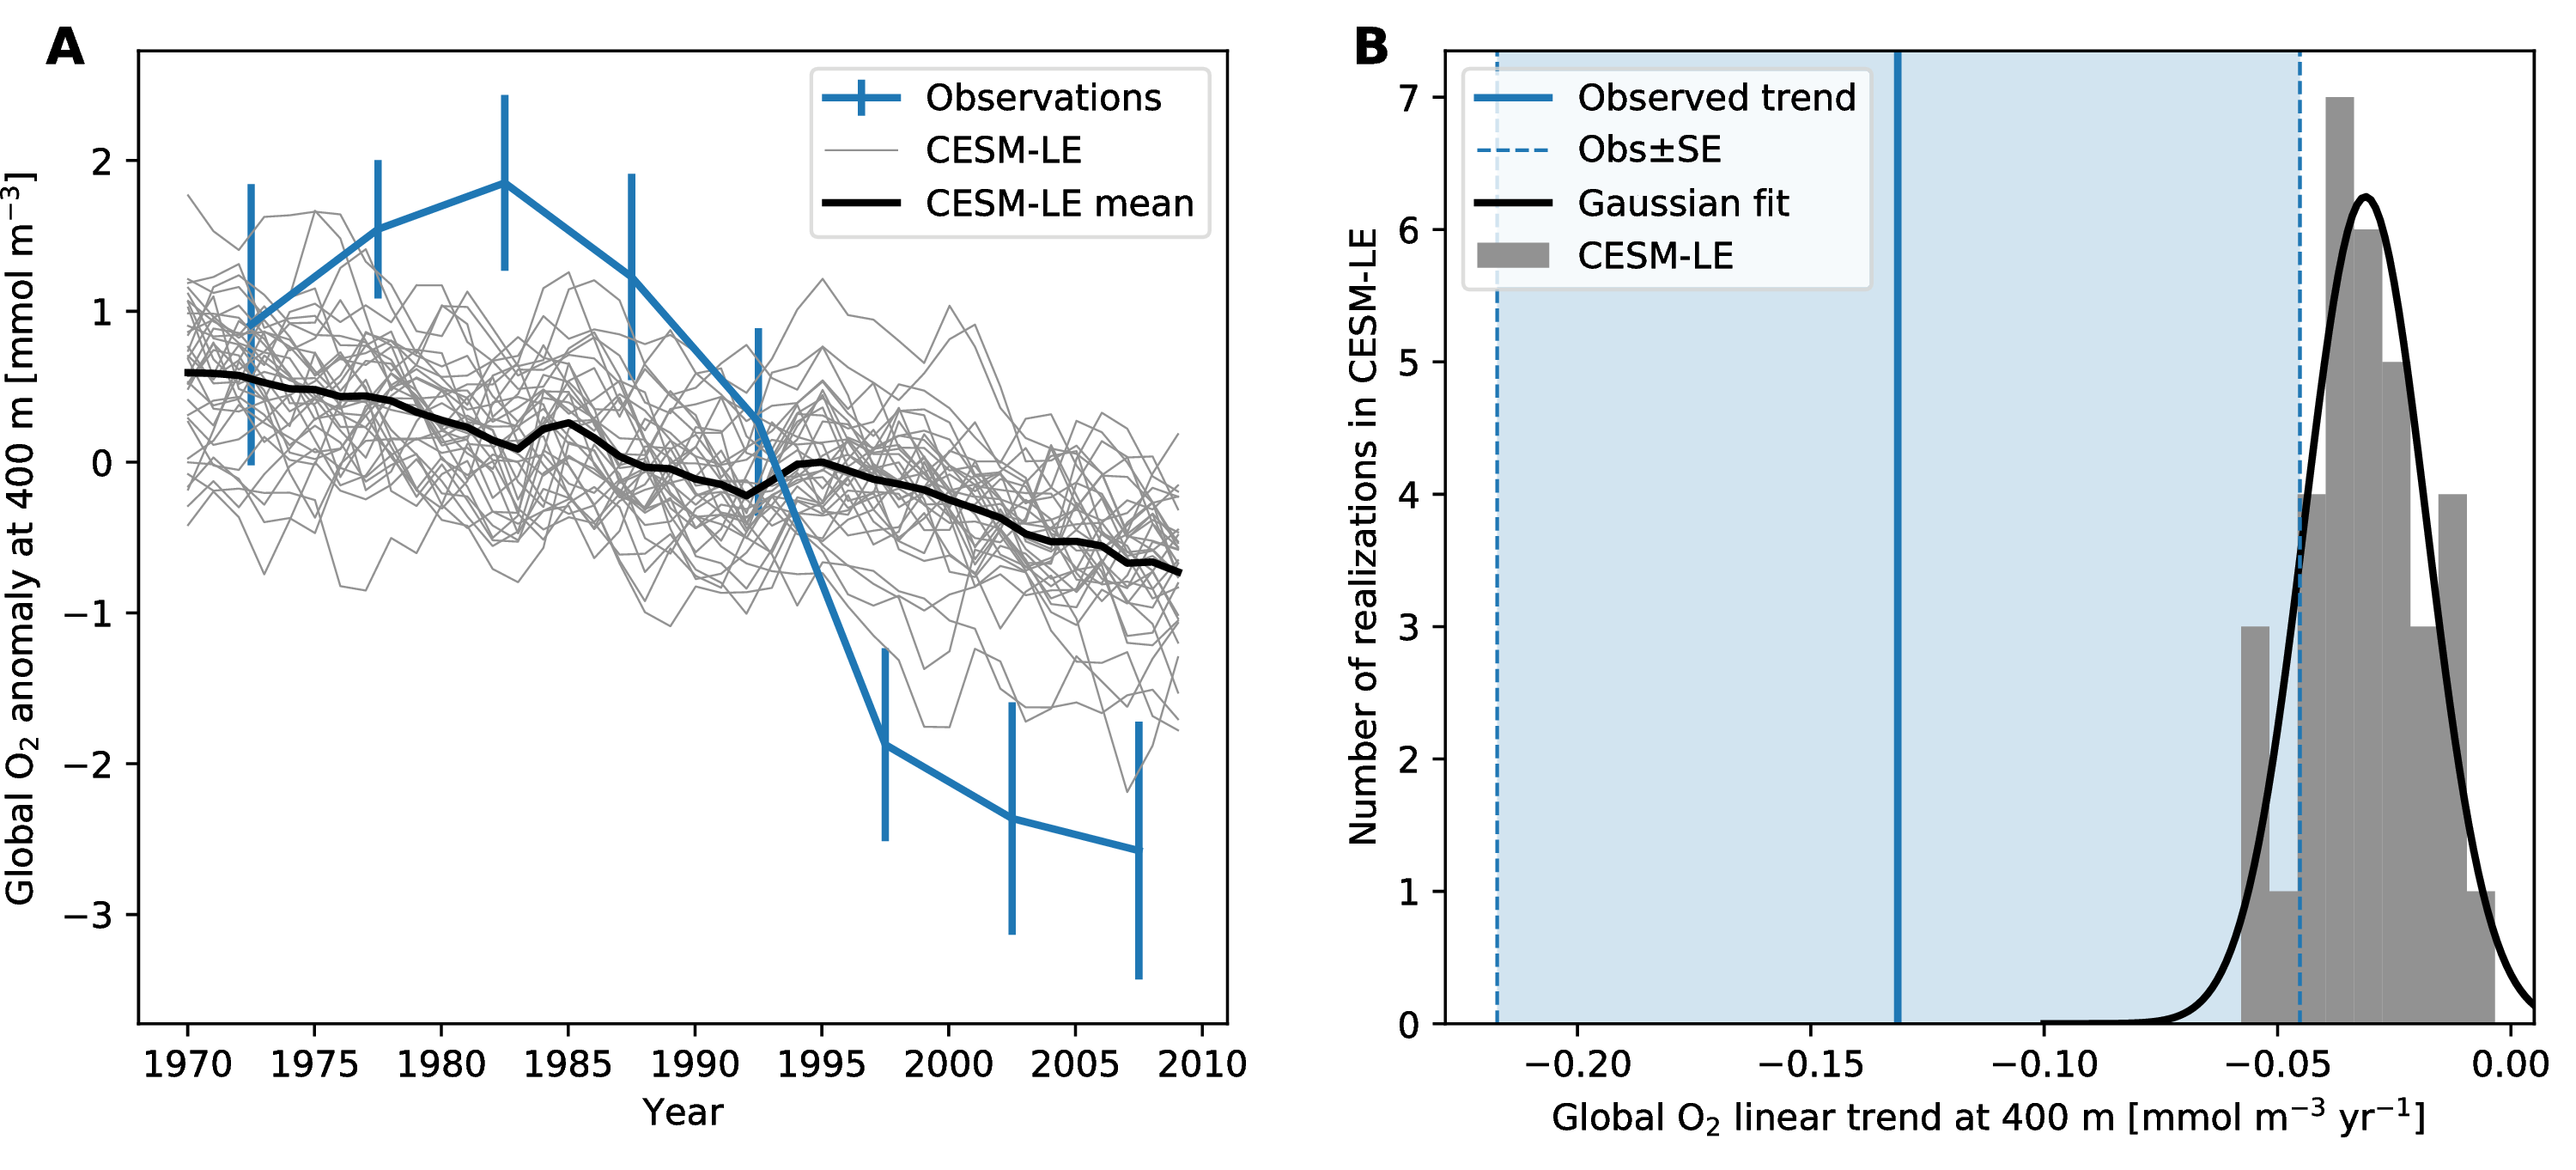 A
Global O₂ anomaly at 400 m [mmol m⁻³]
2
1
0
−1
−2
−3
Observations
CESM-LE
CESM-LE mean
1970 1975 1980 1985 1990 1995 2000 2005 2010
Year
B
Number of realizations in CESM-LE
7
6
5
4
3
2
1
0
Observed trend
Obs±SE
Gaussian fit
CESM-LE
−0.20 −0.15 −0.10 −0.05 0.00
Global O₂ linear trend at 400 m [mmol m⁻³ yr⁻¹]